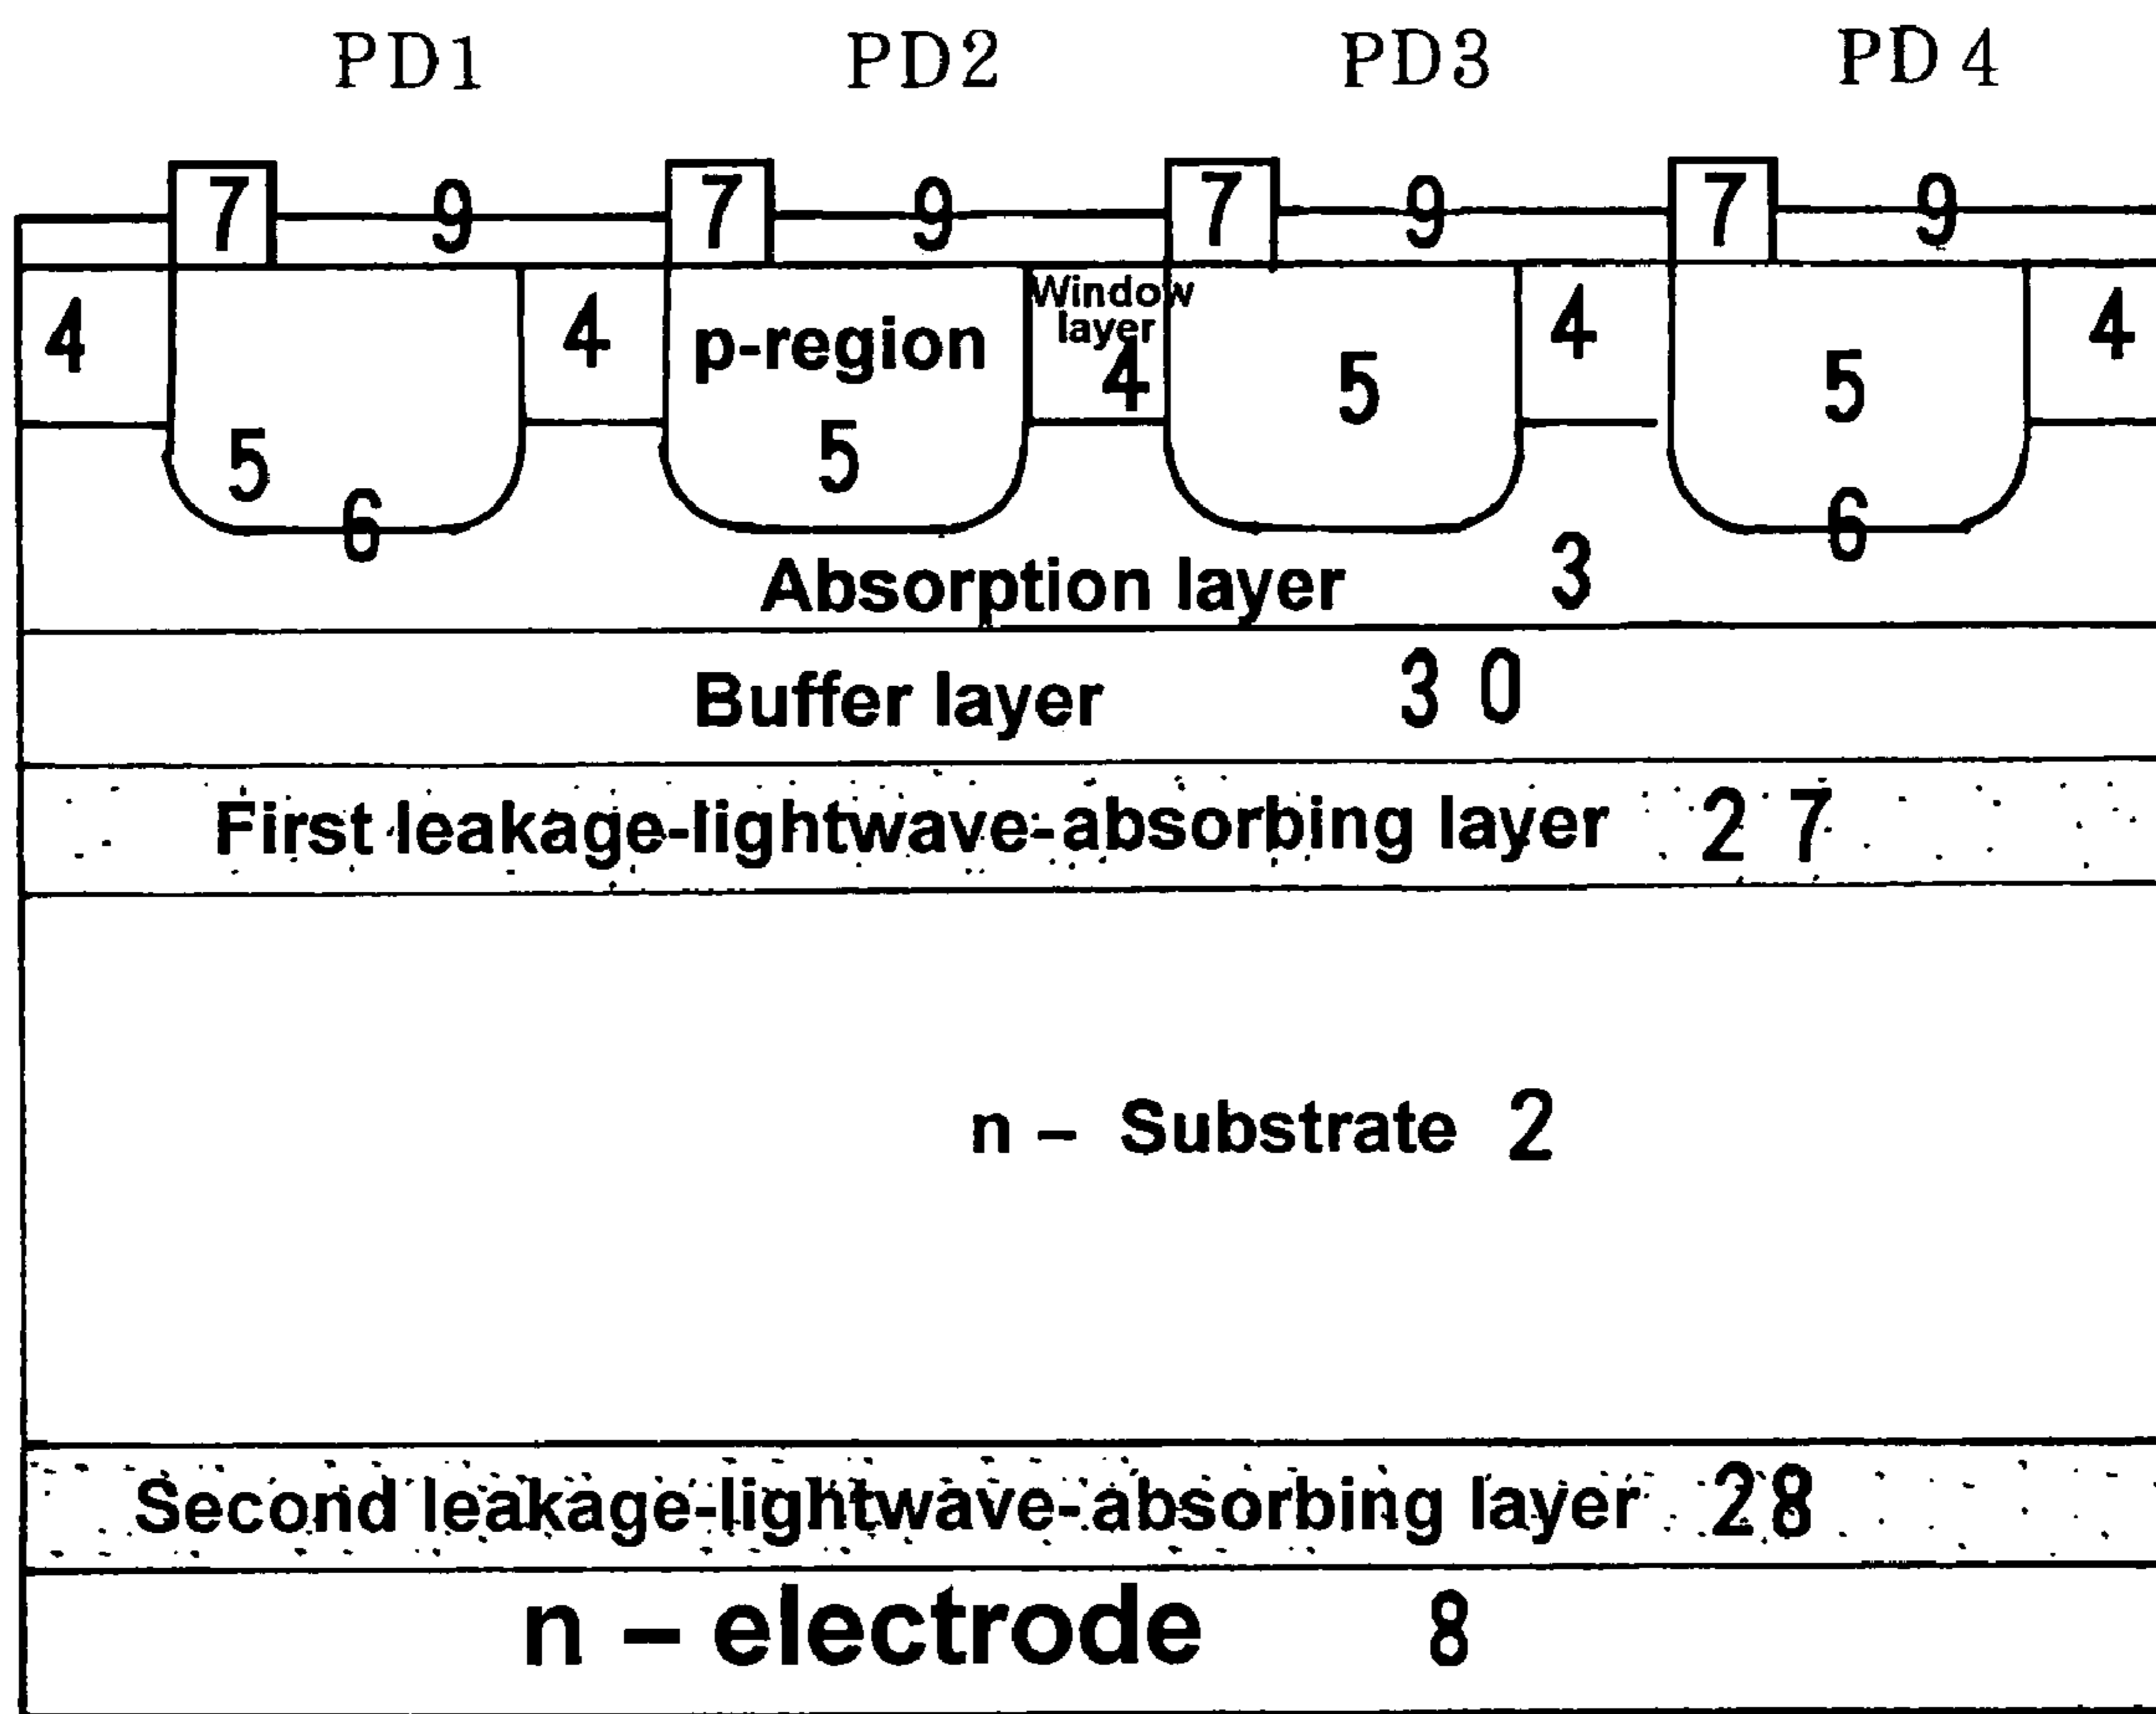 PD1 PD2 PD3 PD4
7 9 7 9 7 9 7 9
4 4 p-region Window layer 4 4 4
5 5 5 5
6 6
Absorption layer 3
Buffer layer 30
First leakage-lightwave-absorbing layer 27
n – Substrate 2
Second leakage-lightwave-absorbing layer 28
n – electrode 8